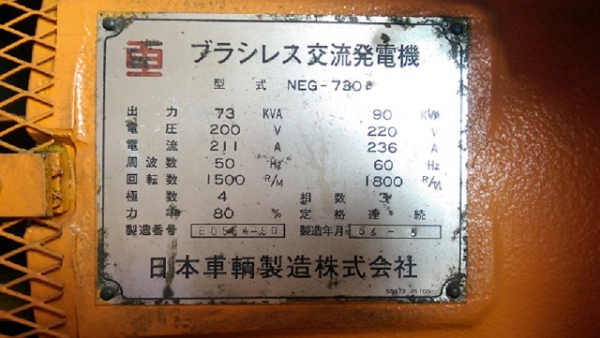 車 ブラシレス交流発電機
型式 NEG-730
出力 73 KVA 90 KVA
電圧 200 V 220 V
電流 211 A 236 A
周波数 50 Hz 60 Hz
回転数 1500 R/M 1800 R/M
極数 4 相数 3
力率 80 % 定格 連続
製造番号 製造年月
日本車輌製造株式会社